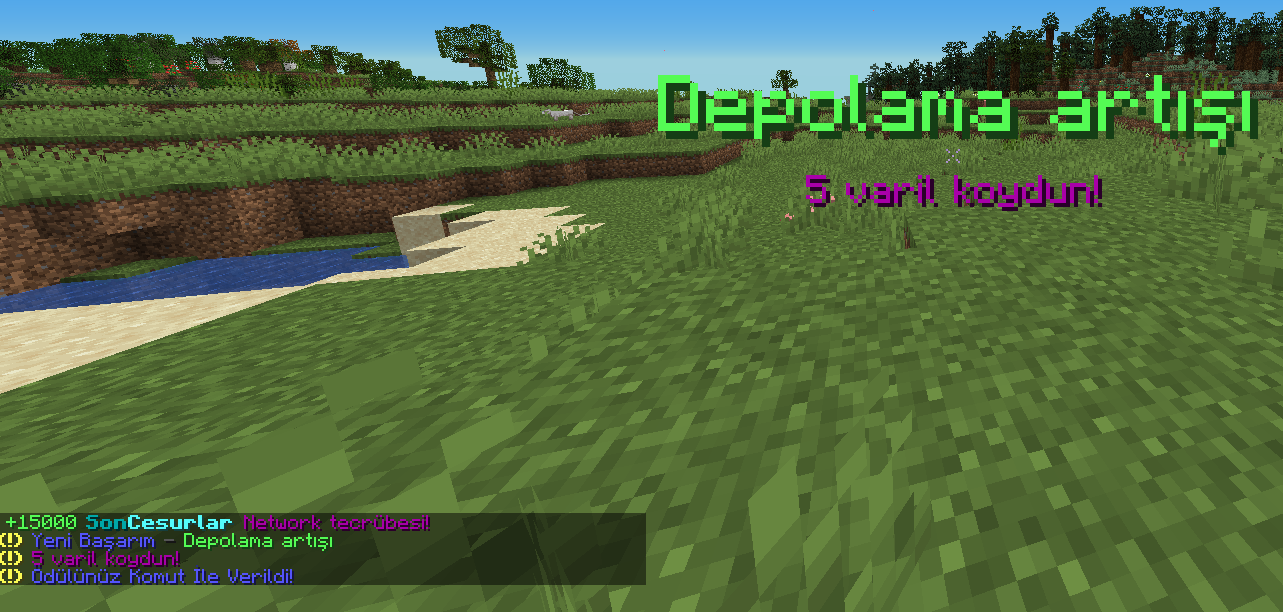 Depolama artışı
5 varil koydun!
+15000 SonCesurlar Network tecrübesi!
(!) Yeni Başarım - Depolama artışı
(!) 5 varil koydun!
(!) Ödülünüz Komut İle Verildi!